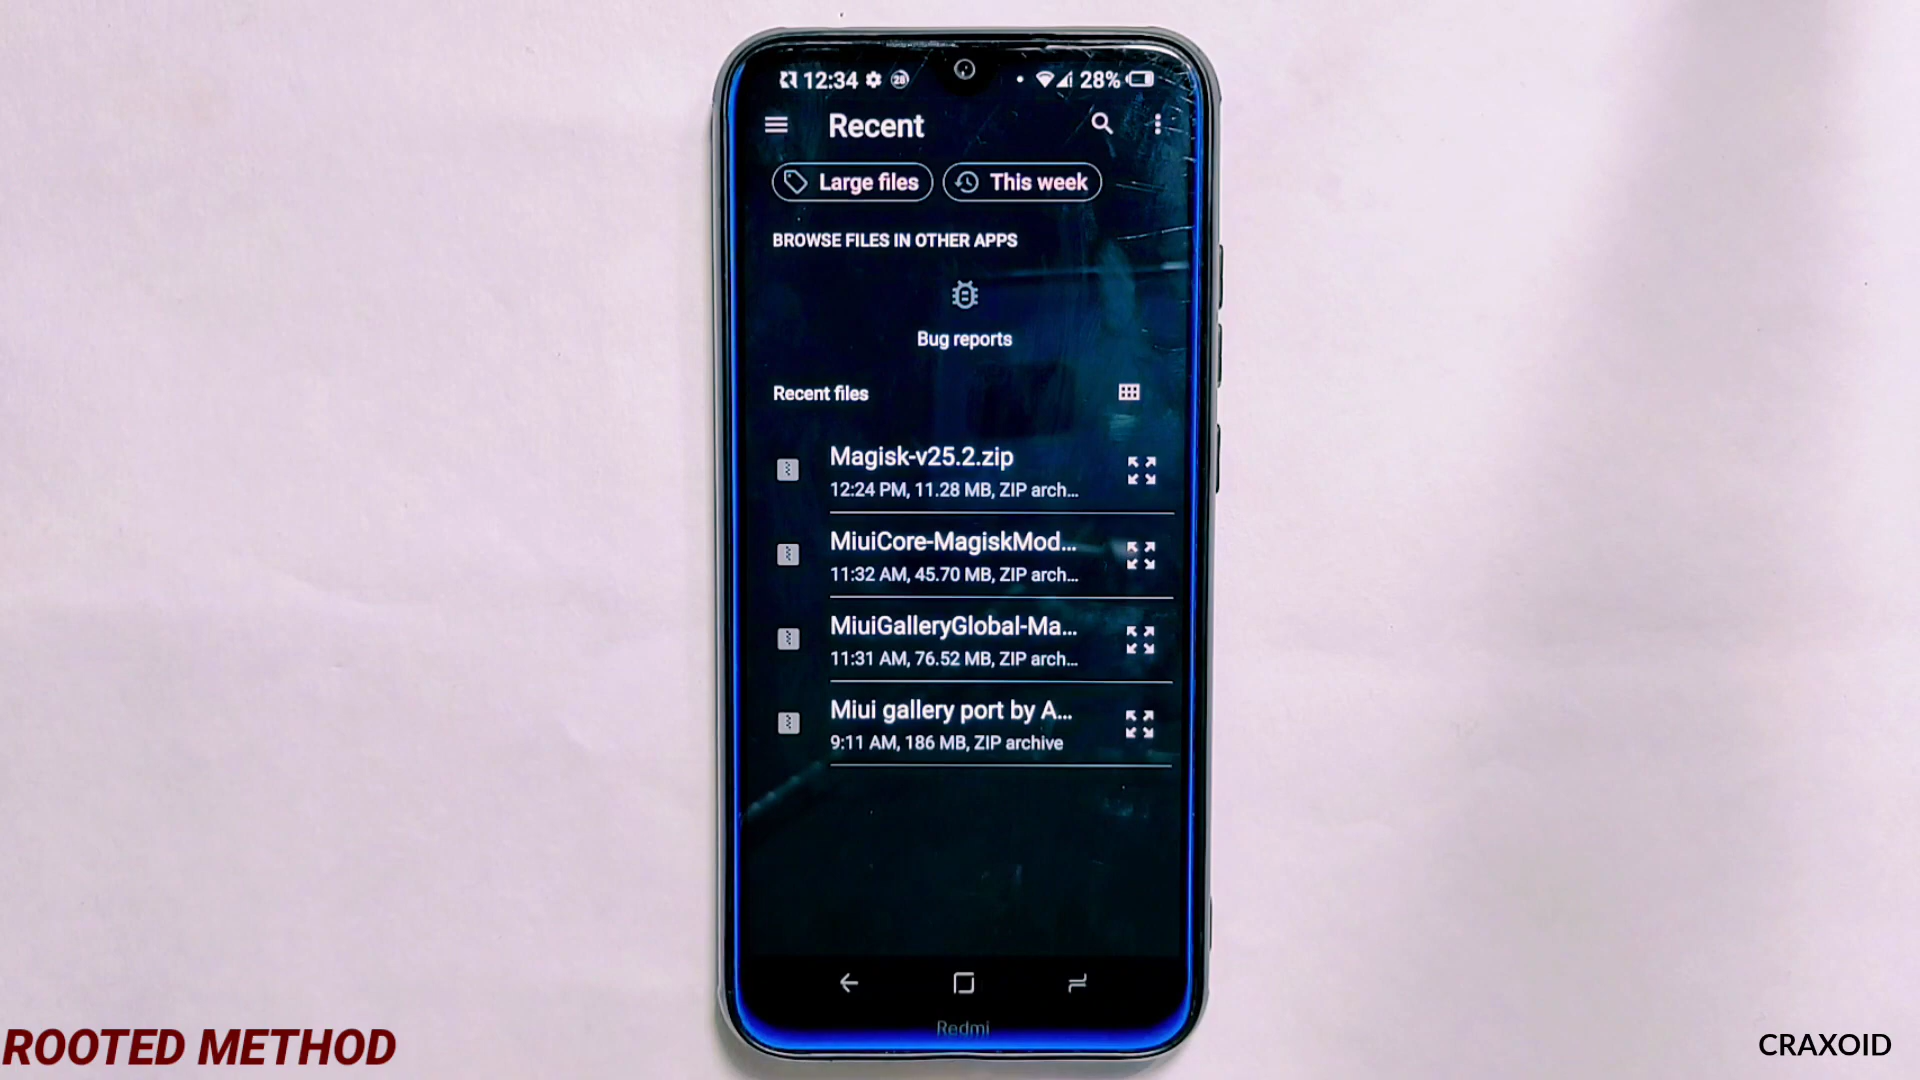 12:34 28 28%
Recent
Large files This week
BROWSE FILES IN OTHER APPS
Bug reports
Recent files
Magisk-v25.2.zip
12:24 PM, 11.28 MB, ZIP arch...
MiuiCore-MagiskMod...
11:32 AM, 45.70 MB, ZIP arch...
MiuiGalleryGlobal-Ma...
11:31 AM, 76.52 MB, ZIP arch...
Miui gallery port by A...
9:11 AM, 186 MB, ZIP archive
Redmi
ROOTED METHOD
CRAXOID